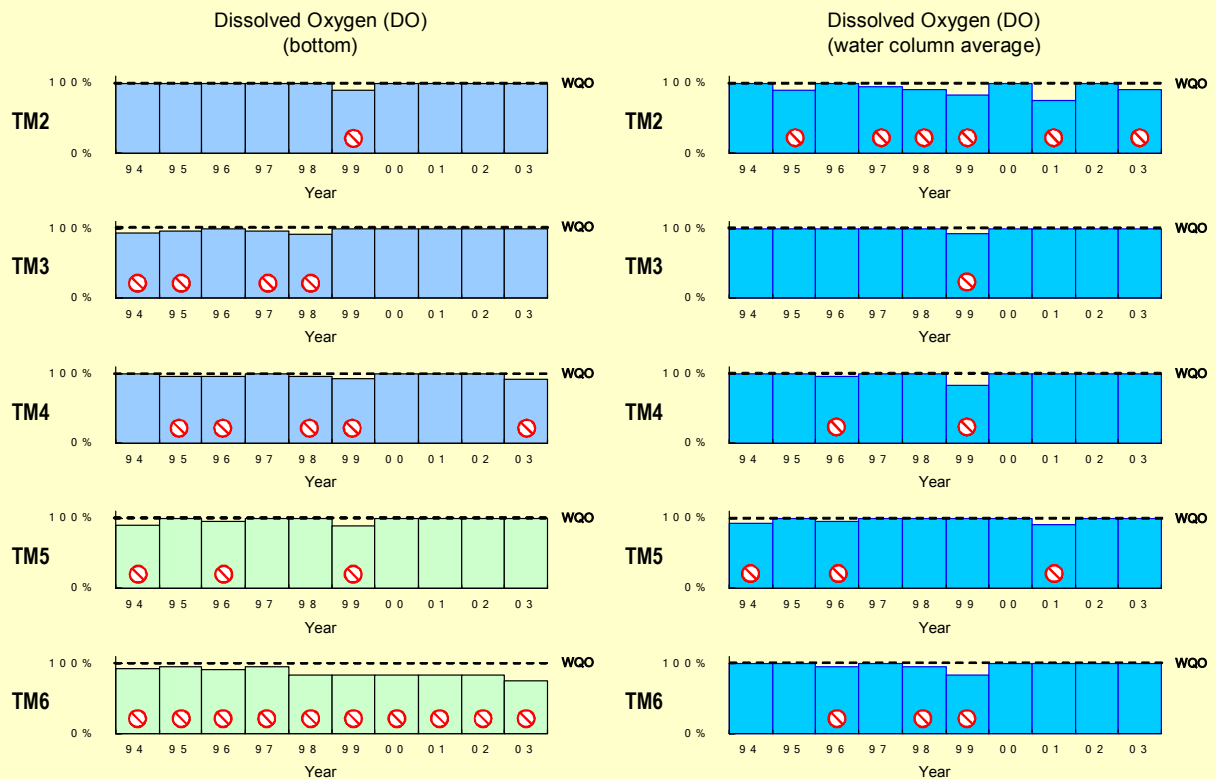 Dissolved Oxygen (DO)
(bottom)
100%
WQO
TM2
0%
94 95 96 97 98 99 00 01 02 03
Year
100%
WQO
TM3
0%
94 95 96 97 98 99 00 01 02 03
Year
100%
WQO
TM4
0%
94 95 96 97 98 99 00 01 02 03
Year
100%
WQO
TM5
0%
94 95 96 97 98 99 00 01 02 03
Year
100%
WQO
TM6
0%
94 95 96 97 98 99 00 01 02 03
Year
Dissolved Oxygen (DO)
(water column average)
100%
WQO
TM2
0%
94 95 96 97 98 99 00 01 02 03
Year
100%
WQO
TM3
0%
94 95 96 97 98 99 00 01 02 03
Year
100%
WQO
TM4
0%
94 95 96 97 98 99 00 01 02 03
Year
100%
WQO
TM5
0%
94 95 96 97 98 99 00 01 02 03
Year
100%
WQO
TM6
0%
94 95 96 97 98 99 00 01 02 03
Year